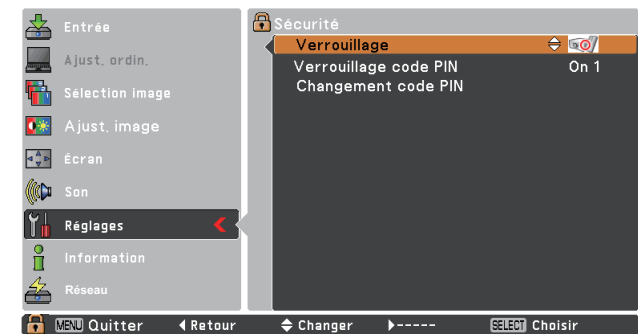 Entrée
Ajust. ordin.
Sélection image
Ajust. image
Écran
Son
Réglages
Information
Réseau
Sécurité
Verrouillage
Verrouillage code PIN On 1
Changement code PIN
MENU Quitter Retour Changer ----- SELECT Choisir